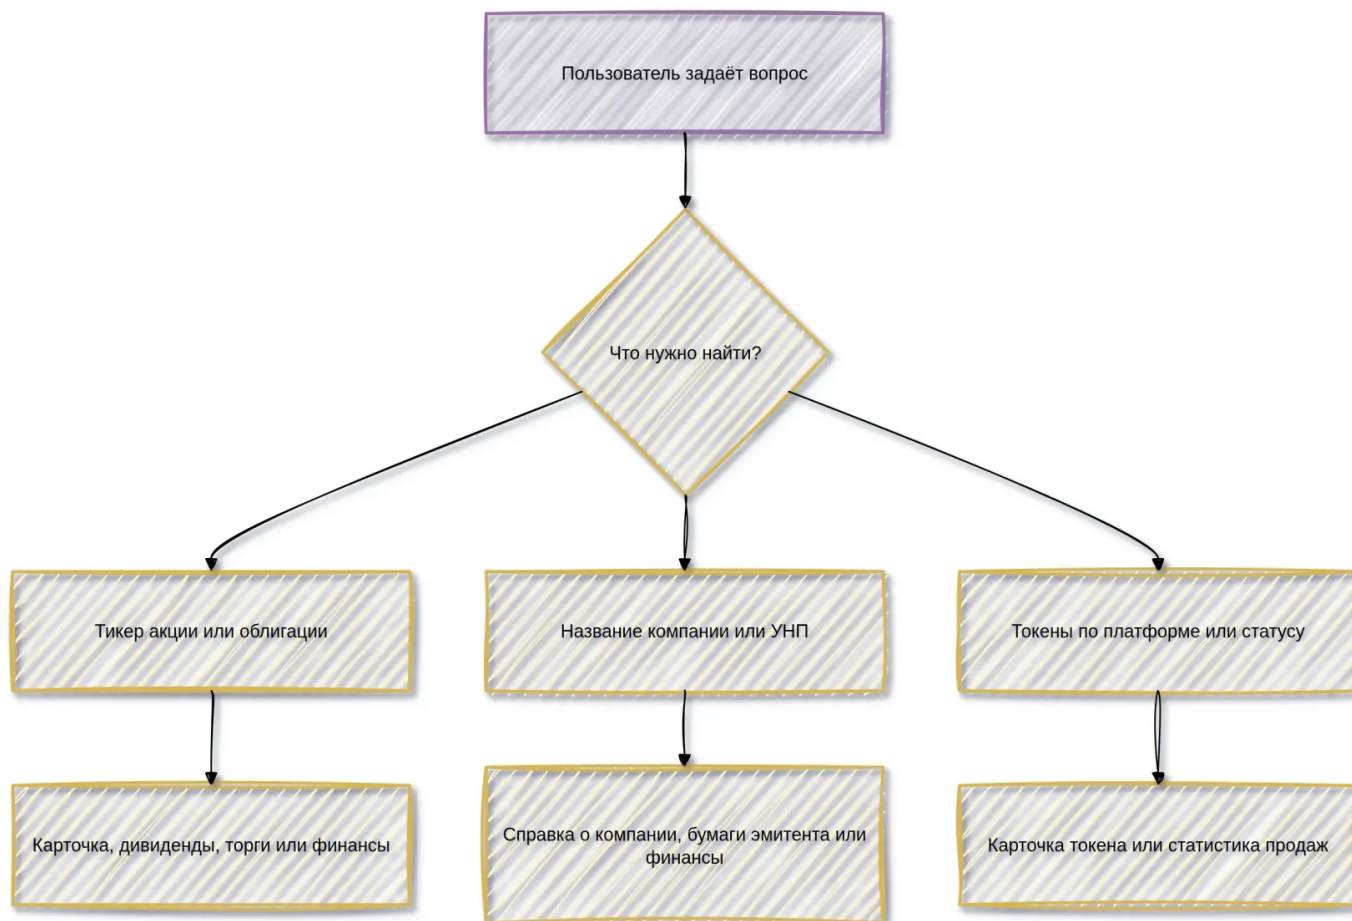 Пользователь задаёт вопрос
Что нужно найти?
Тикер акции или облигации
Название компании или УНП
Токены по платформе или статусу
Карточка, дивиденды, торги или финансы
Справка о компании, бумаги эмитента или
финансы
Карточка токена или статистика продаж